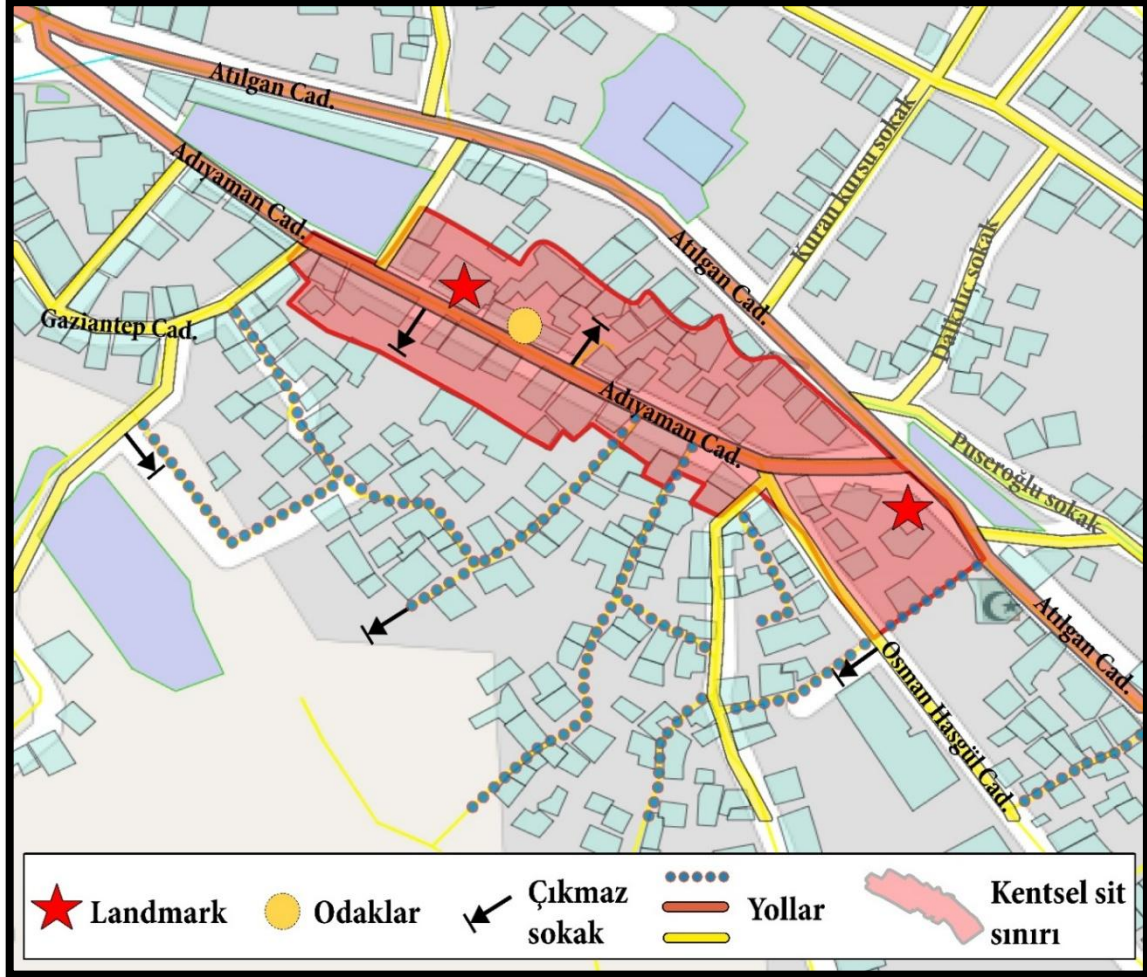 Atılgan Cad.
Adıyaman Cad.
Kuran kursu sokak
Atılgan Cad.
Dalkılıç sokak
Gaziantep Cad.
Adıyaman Cad.
Puseroğlu sokak
Atılgan Cad.
Osman Hasgül Cad.
Landmark
Odaklar
Çıkmaz
sokak
Yollar
Kentsel sit
sınırı